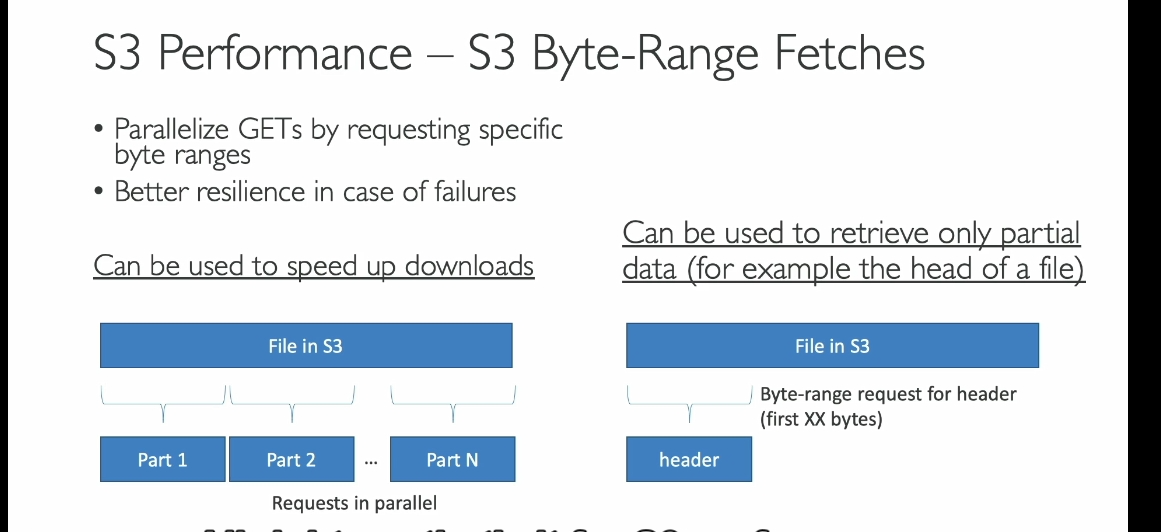 S3 Performance – S3 Byte-Range Fetches
• Parallelize GETs by requesting specific
byte ranges
• Better resilience in case of failures
Can be used to speed up downloads
File in S3
Part 1
Part 2
...
Part N
Requests in parallel
Can be used to retrieve only partial
data (for example the head of a file)
File in S3
Byte-range request for header
(first XX bytes)
header